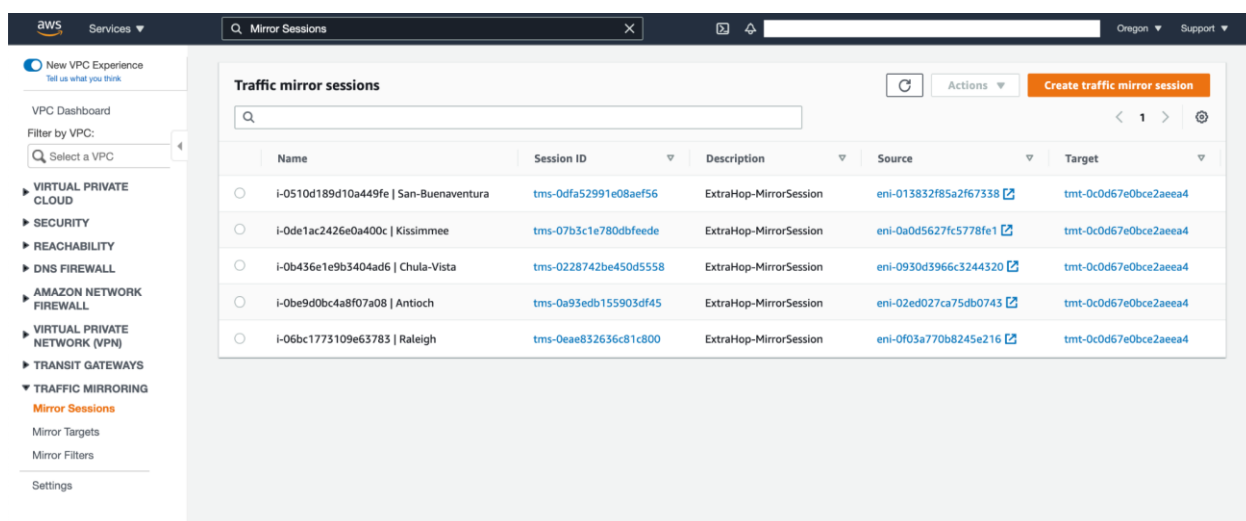 aws Services ▼ Mirror Sessions Oregon ▼ Support ▼
New VPC Experience
Tell us what you think
VPC Dashboard
Filter by VPC:
Select a VPC
VIRTUAL PRIVATE
CLOUD
SECURITY
REACHABILITY
DNS FIREWALL
AMAZON NETWORK
FIREWALL
VIRTUAL PRIVATE
NETWORK (VPN)
TRANSIT GATEWAYS
TRAFFIC MIRRORING
Mirror Sessions
Mirror Targets
Mirror Filters
Settings
Traffic mirror sessions Actions ▼ Create traffic mirror session
1
Name Session ID Description Source Target
i-0510d189d10a449fe | San-Buenaventura tms-0dfa52991e08aef56 ExtraHop-MirrorSession eni-013832f85a2f67338 tmt-0c0d67e0bce2aeea4
i-0de1ac2426e0a400c | Kissimmee tms-07b3c1e780dbfeede ExtraHop-MirrorSession eni-0a0d5627fc5778fe1 tmt-0c0d67e0bce2aeea4
i-0b436e1e9b3404ad6 | Chula-Vista tms-0228742be450d5558 ExtraHop-MirrorSession eni-0930d3966c3244320 tmt-0c0d67e0bce2aeea4
i-0be9d0bc4a8f07a08 | Antioch tms-0a93edb155903df45 ExtraHop-MirrorSession eni-02ed027ca75db0743 tmt-0c0d67e0bce2aeea4
i-06bc1773109e63783 | Raleigh tms-0eae832636c81c800 ExtraHop-MirrorSession eni-0f03a770b8245e216 tmt-0c0d67e0bce2aeea4